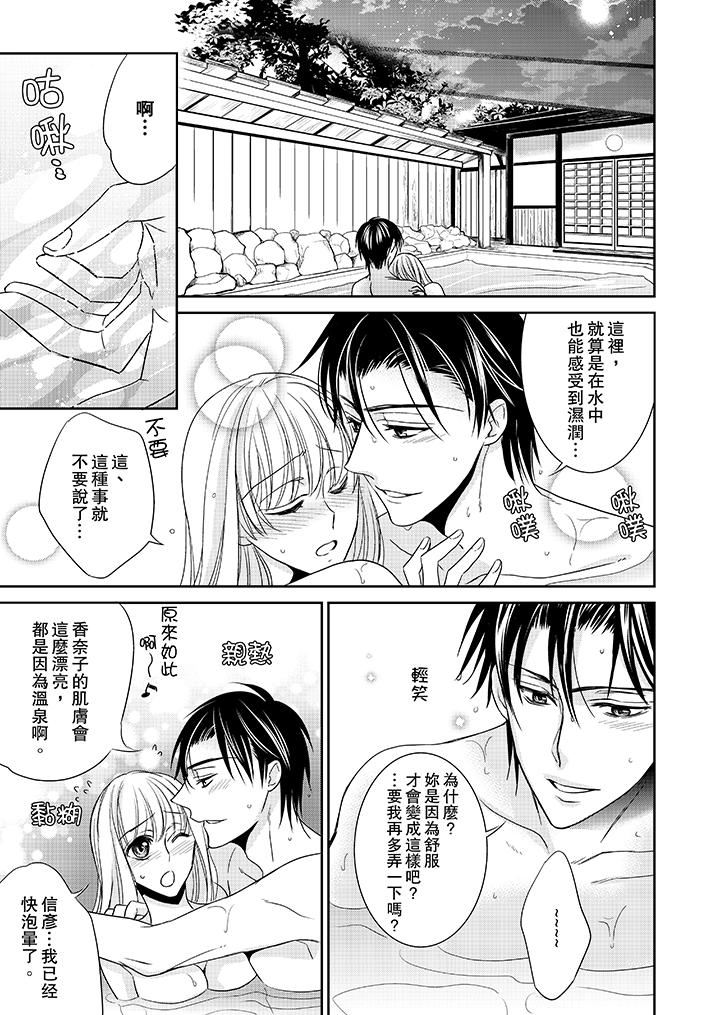 啊…
咕啾…
這裡，
就算是在水中
也能感受到濕潤…
啾噗
啾噗
不要
這、
這種事就
不要說了…
輕笑
為什麼？
妳是因為舒服
才會變成這樣吧？
…要我再多弄一下嗎？
~~~~
親熱
原來如此
啊～♪
香奈子的肌膚會
這麼漂亮，
都是因為溫泉啊。
黏糊
信彥…我已经
快泡暈了。